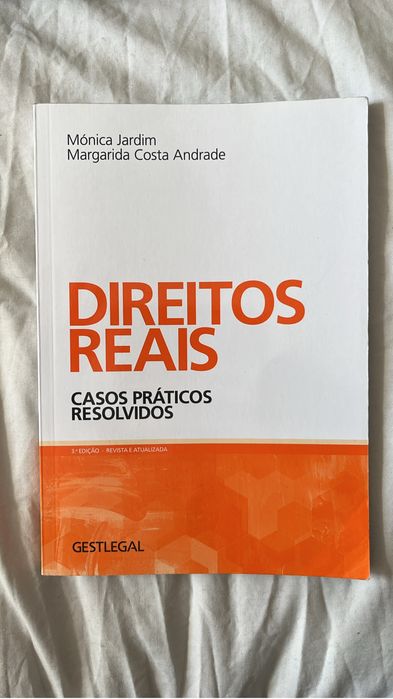 Mónica Jardim
Margarida Costa Andrade
DIREITOS
REAIS
CASOS PRÁTICOS
RESOLVIDOS
3.ª EDIÇÃO - REVISTA E ATUALIZADA
GESTLEGAL